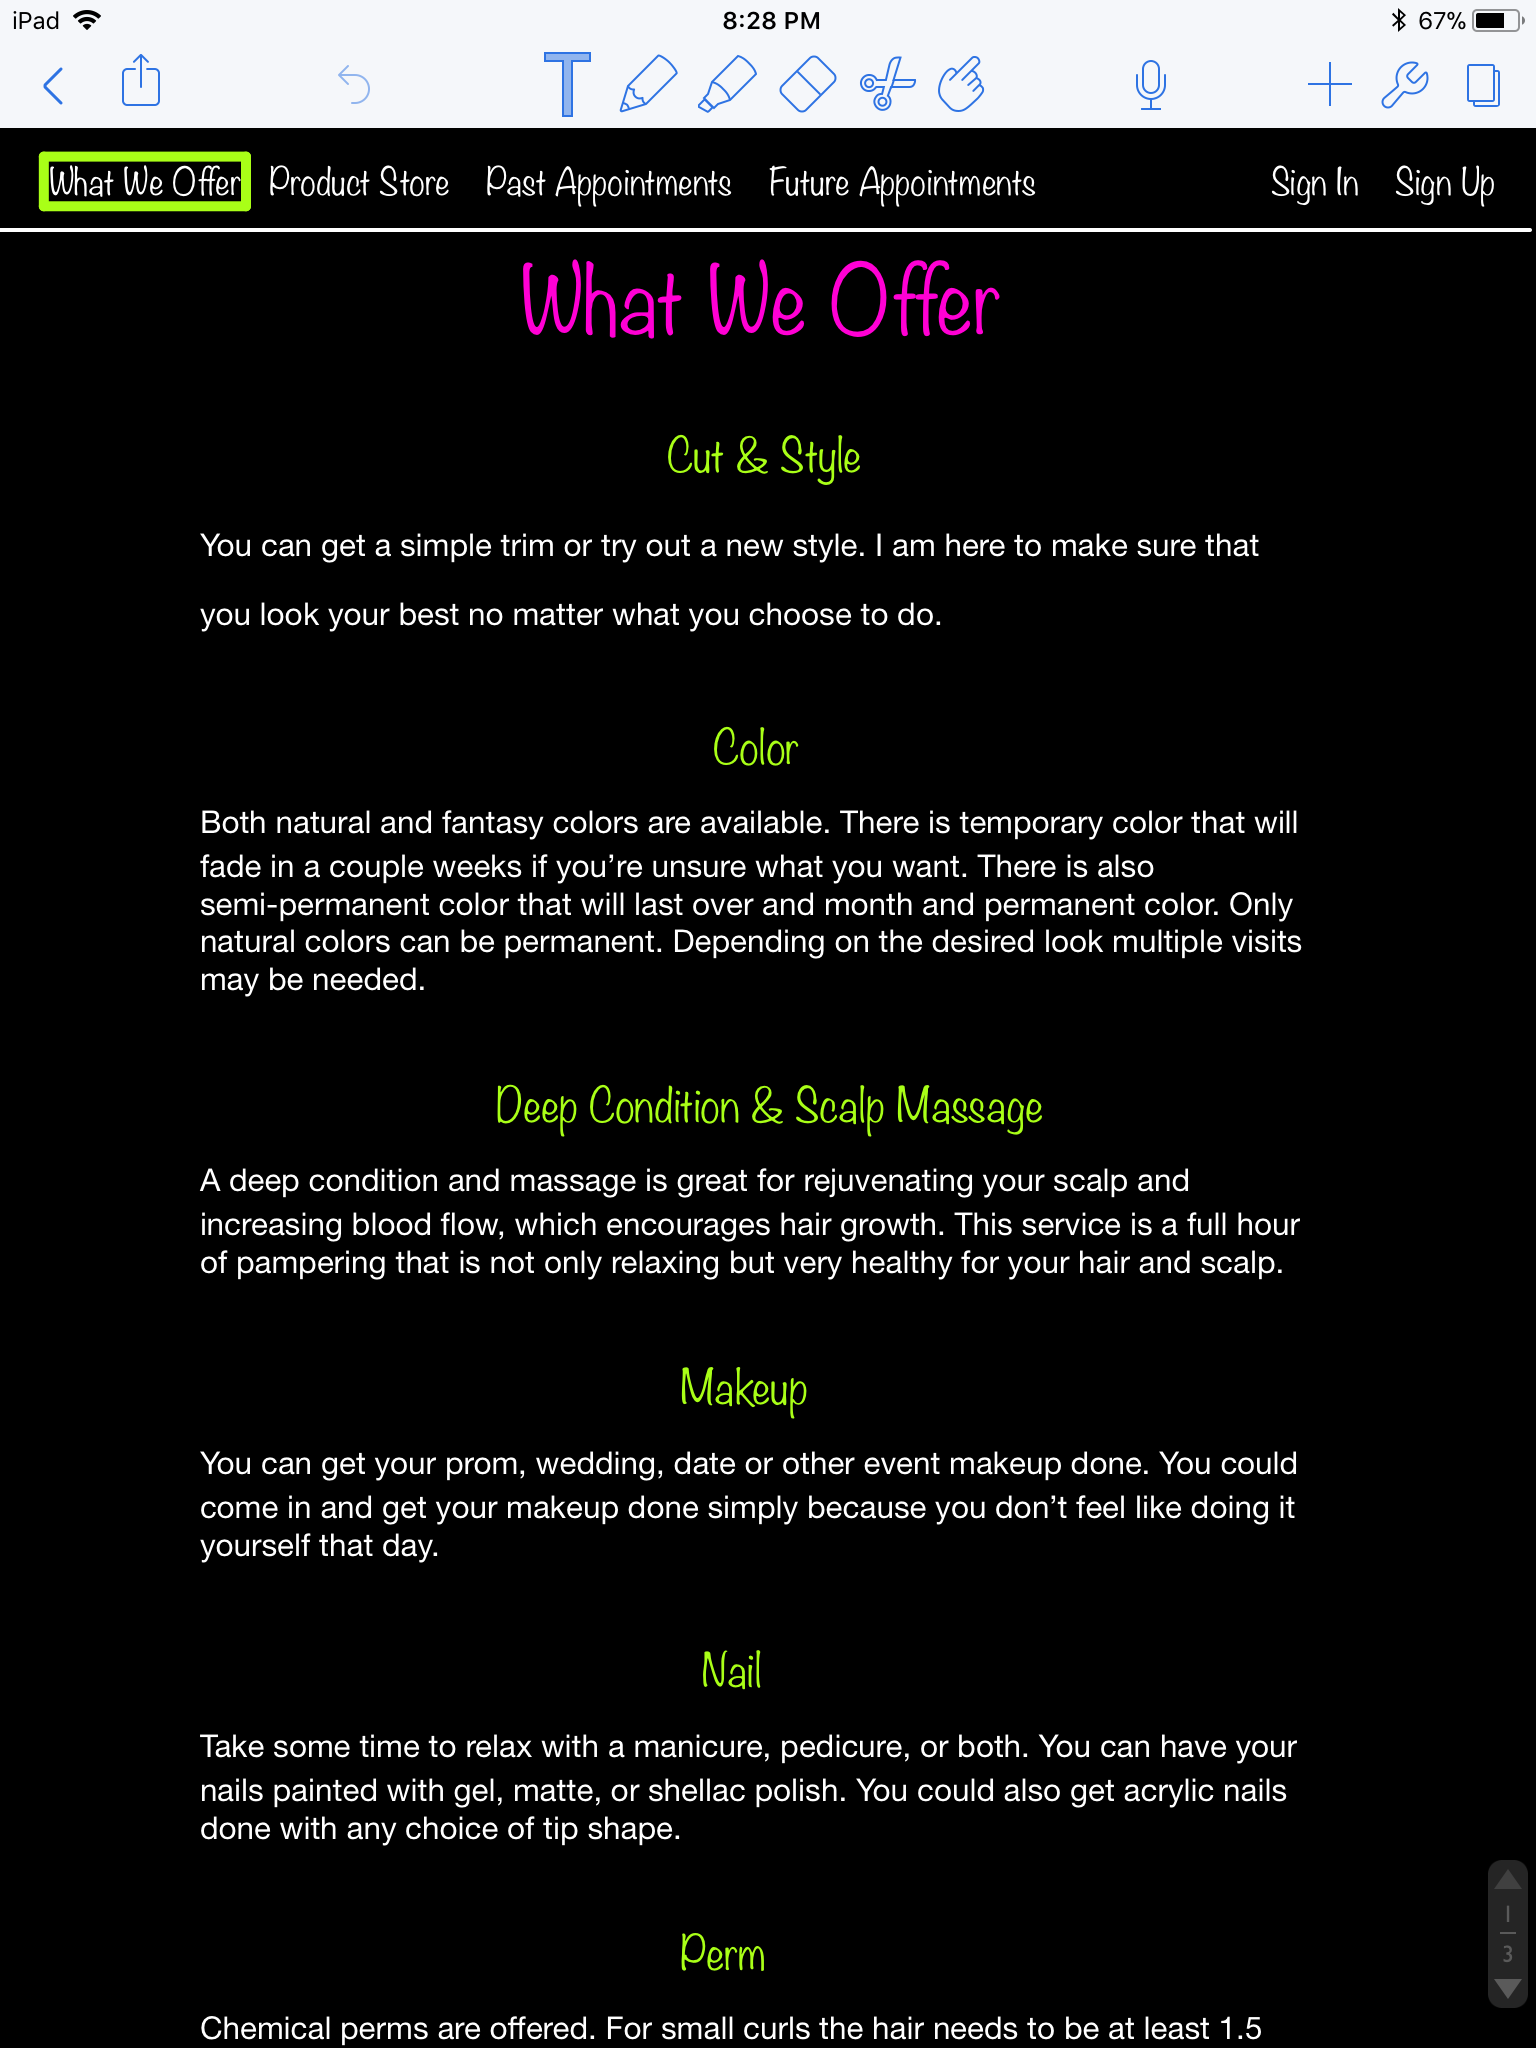 iPad 8:28 PM 67%
What We Offer Product Store Past Appointments Future Appointments Sign In Sign Up
What We Offer
Cut & Style
You can get a simple trim or try out a new style. I am here to make sure that
you look your best no matter what you choose to do.
Color
Both natural and fantasy colors are available. There is temporary color that will
fade in a couple weeks if you’re unsure what you want. There is also
semi-permanent color that will last over and month and permanent color. Only
natural colors can be permanent. Depending on the desired look multiple visits
may be needed.
Deep Condition & Scalp Massage
A deep condition and massage is great for rejuvenating your scalp and
increasing blood flow, which encourages hair growth. This service is a full hour
of pampering that is not only relaxing but very healthy for your hair and scalp.
Makeup
You can get your prom, wedding, date or other event makeup done. You could
come in and get your makeup done simply because you don’t feel like doing it
yourself that day.
Nail
Take some time to relax with a manicure, pedicure, or both. You can have your
nails painted with gel, matte, or shellac polish. You could also get acrylic nails
done with any choice of tip shape.
1
3
Perm
Chemical perms are offered. For small curls the hair needs to be at least 1.5